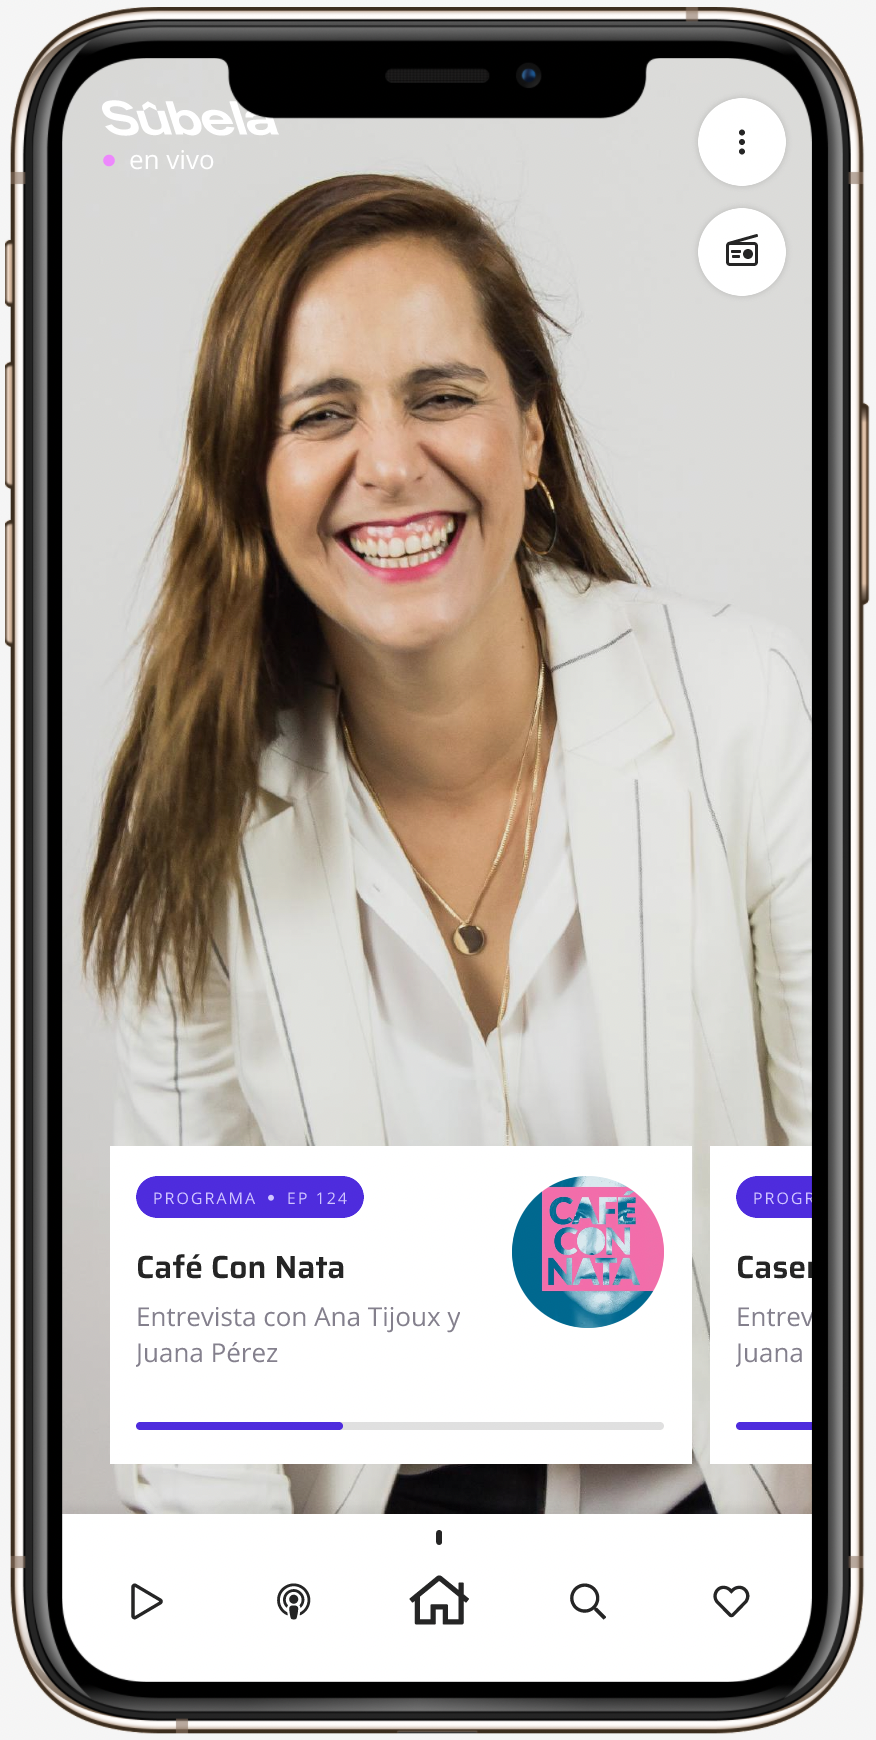 Sûbela
en vivo
PROGRAMA • EP 124
Café Con Nata
Entrevista con Ana Tijoux y
Juana Pérez
CAFÉ
CON
NATA
PROGR
Caser
Entrev
Juana